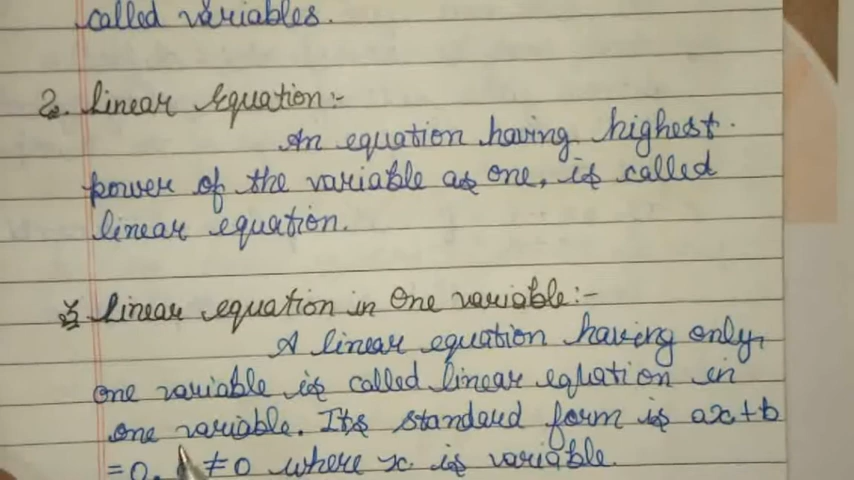 called variables.
2. Linear Equation:-
An equation having highest
power of the variable as one, is called
linear equation.
3. Linear equation in One variable:-
A linear equation having only
one variable is called linear equation in
one variable. Its standard form is ax+b
=0, ≠0 where x is variable.